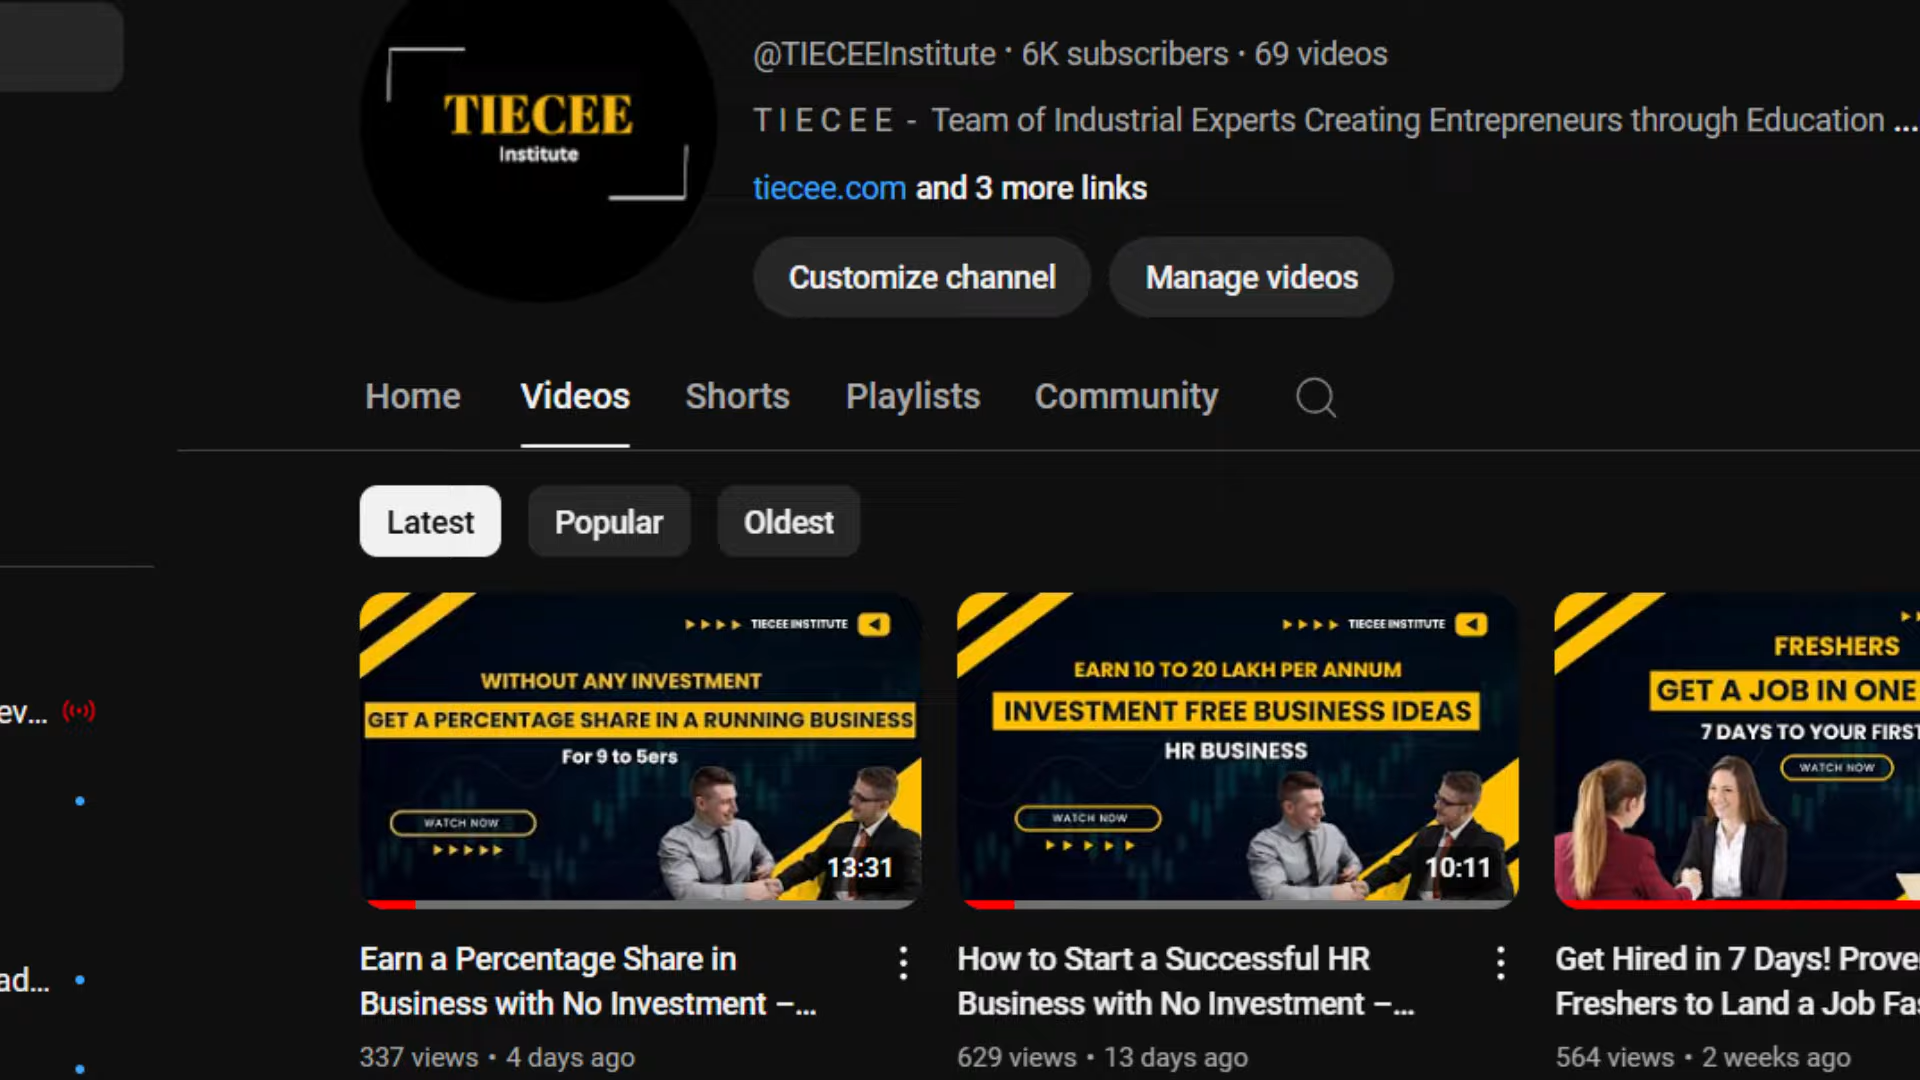 TIECEE
Institute
@TIECEEInstitute · 6K subscribers · 69 videos
T I E C E E - Team of Industrial Experts Creating Entrepreneurs through Education ...
tiecee.com and 3 more links
Customize channel
Manage videos
Home
Videos
Shorts
Playlists
Community
Latest
Popular
Oldest
ev...
ad...
TIECEE INSTITUTE
WITHOUT ANY INVESTMENT
GET A PERCENTAGE SHARE IN A RUNNING BUSINESS
For 9 to 5ers
WATCH NOW
13:31
Earn a Percentage Share in
Business with No Investment –...
337 views • 4 days ago
TIECEE INSTITUTE
EARN 10 TO 20 LAKH PER ANNUM
INVESTMENT FREE BUSINESS IDEAS
HR BUSINESS
WATCH NOW
10:11
How to Start a Successful HR
Business with No Investment –...
629 views • 13 days ago
FRESHERS
GET A JOB IN ONE
7 DAYS TO YOUR FIRST
WATCH NOW
Get Hired in 7 Days! Prove
Freshers to Land a Job Fas
564 views • 2 weeks ago